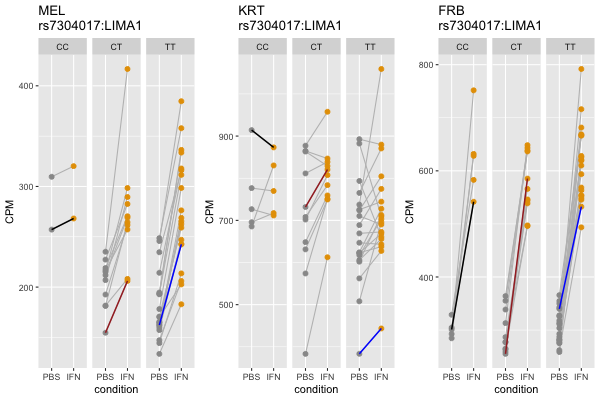 MEL
rs7304017:LIMA1
CC CT TT
CPM
400
300
200
PBS IFN PBS IFN PBS IFN
condition
KRT
rs7304017:LIMA1
CC CT TT
CPM
900
700
500
PBS IFN PBS IFN PBS IFN
condition
FRB
rs7304017:LIMA1
CC CT TT
CPM
800
600
400
PBS IFN PBS IFN PBS IFN
condition